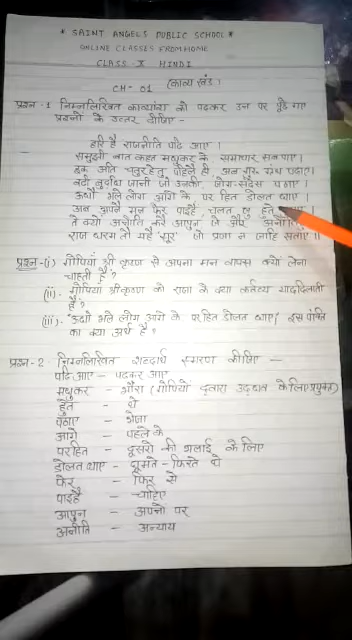 * SAINT ANGELS PUBLIC SCHOOL *
ONLINE CLASSES FROM HOME
CLASS - X HINDI
(काव्य खंड)
CH - 01
प्रश्न - 1 निम्नलिखित काव्यांश को पढ़कर उन पर पूछे गए
प्रश्नों के उत्तर दीजिए -
हरि हैं राजनीति पढ़ि आए।
समुझी बात कहत मधुकर के, समाचार सब पाए।
इक अति चतुर हुते पहिलैं ही, अब गुरु ग्रंथ पढ़ाए।
बढ़ी बुद्धि जानी जो उनकी, जोग-सँदेस पठाए।
ऊधौ भले लोग आगे के पर हित डोलत धाए।
अब अपनै मन फेर पाइहैं, चलत जु हुते
ते क्यौं अनीति करैं आपुन, जे और अनीति
राज धरम तौ यहै 'सूर' जो प्रजा न जाहिं सताए।।
प्रश्न - (i) गोपियाँ श्री कृष्ण से अपना मन वापस क्यों लेना
चाहती हैं?
(ii) - गोपियाँ श्रीकृष्ण को राजा के क्या कर्तव्य याद दिलाती
हैं?
(iii) - 'ऊधौ भले लोग आगे के पर हित डोलत धाए' इस पंक्ति
का क्या अर्थ है?
प्रश्न - 2 - निम्नलिखित शब्दार्थ स्मरण कीजिए -
पढ़ि आए - पढ़कर आए
मधुकर - भौंरा (गोपियों द्वारा उद्धव के लिए प्रयुक्त)
हुते - थे
पठाए - भेजा
आगे - पहले के
परहित - दूसरों की भलाई के लिए
डोलत धाए - घूमते-फिरते थे
फेर - फिर से
पाइहैं - चाहिए
आपुन - अपनों पर
अनीति - अन्याय